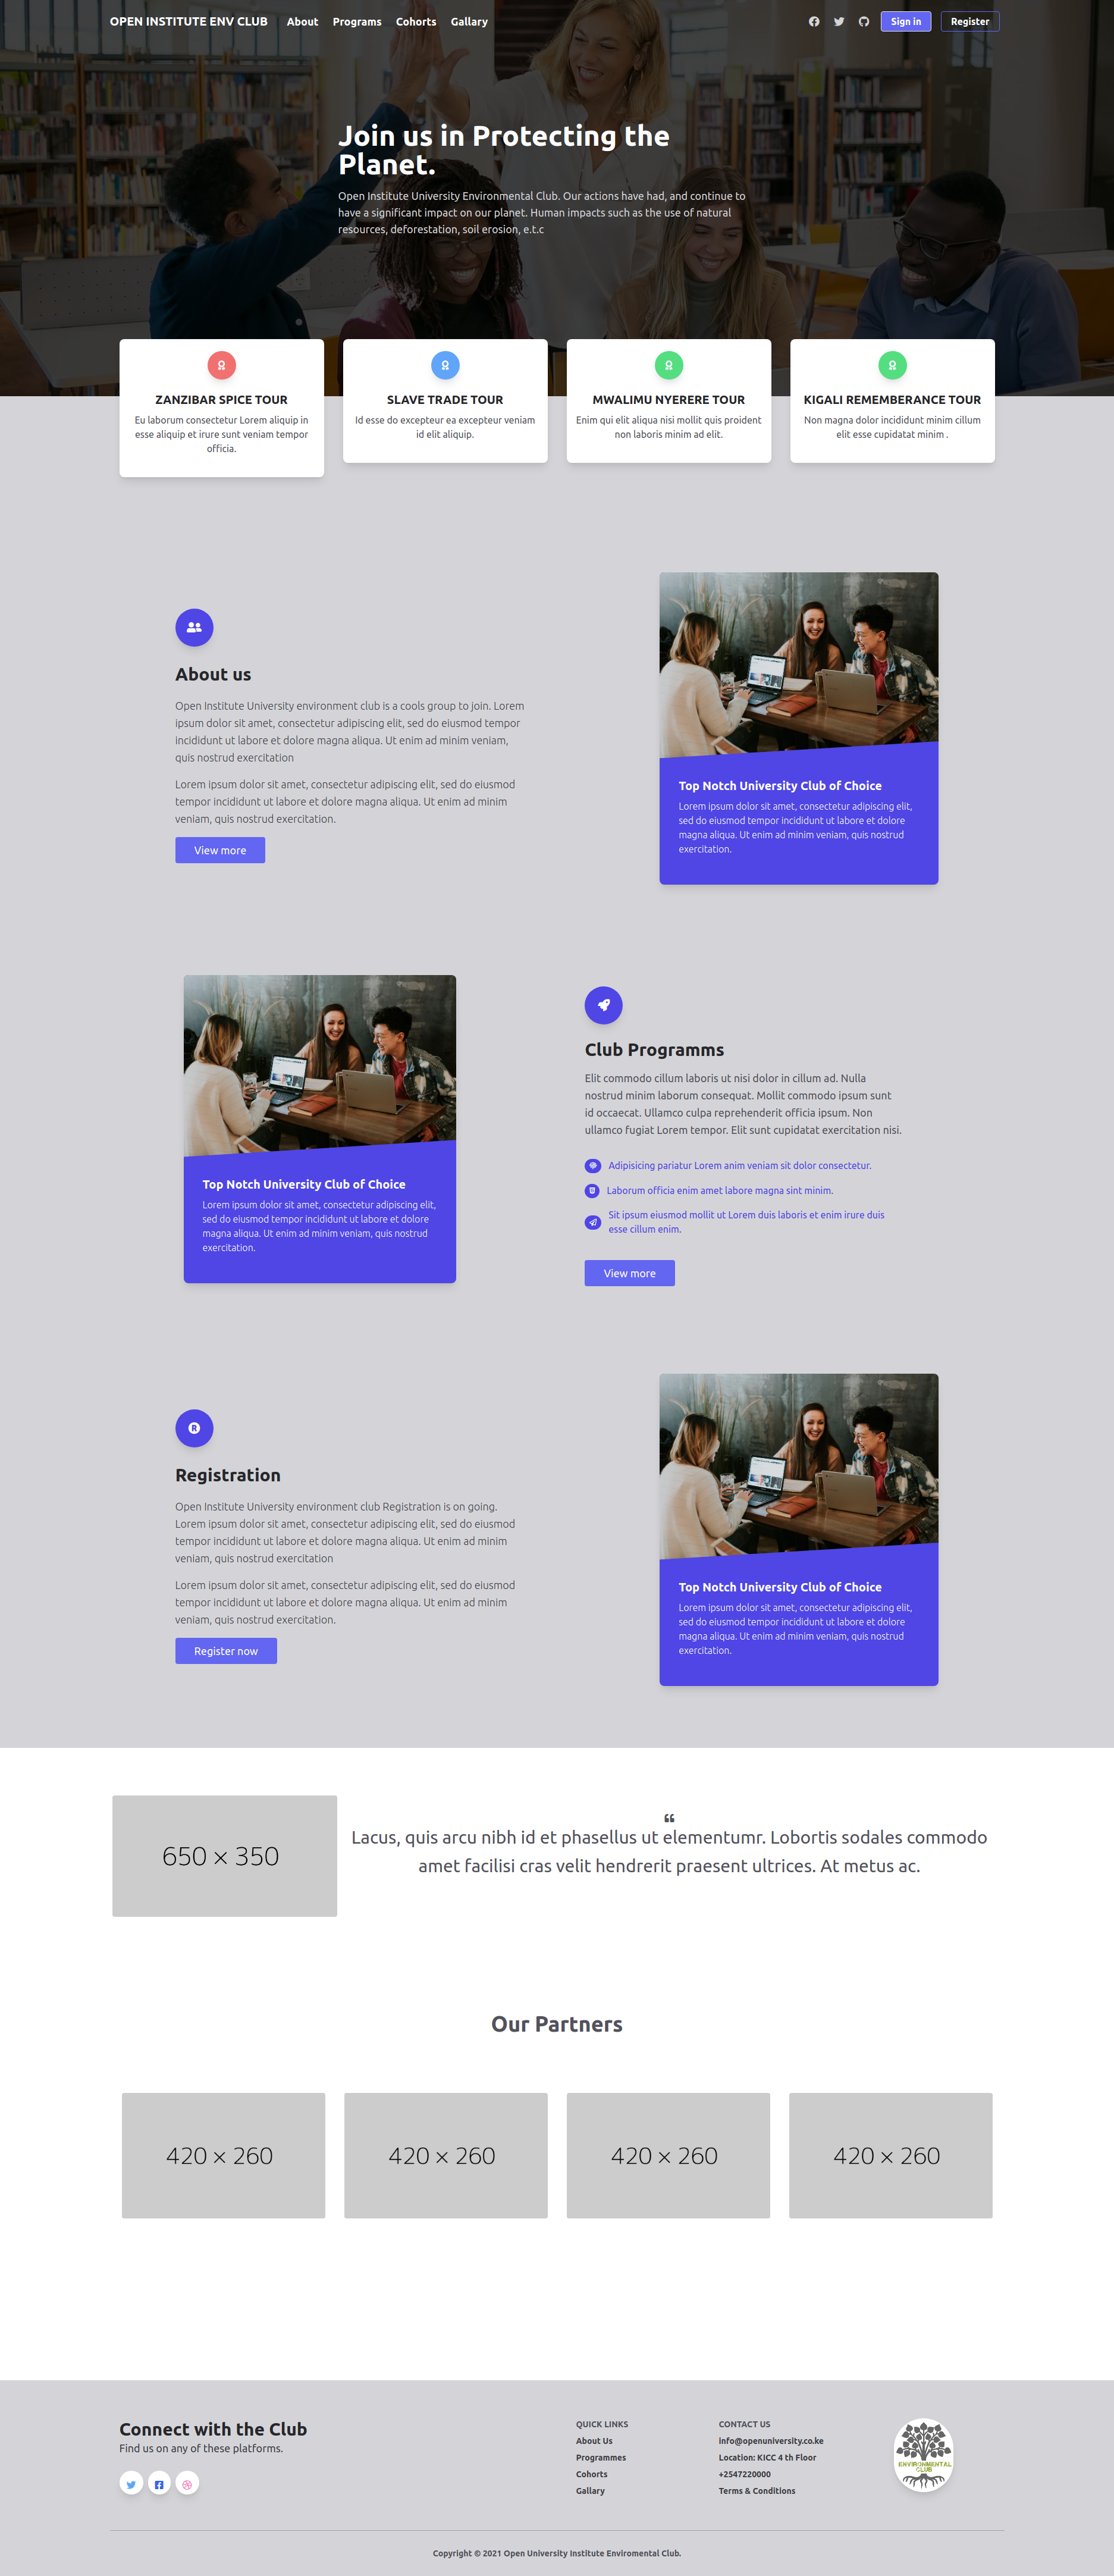 OPEN INSTITUTE ENV CLUB About Programs Cohorts Gallary Sign in Register
Join us in Protecting the
Planet.
Open Institute University Environmental Club. Our actions have had, and continue to
have a significant impact on our planet. Human impacts such as the use of natural
resources, deforestation, soil erosion, e.t.c
ZANZIBAR SPICE TOUR
Eu laborum consectetur Lorem aliquip in
esse aliquip et irure sunt veniam tempor
officia.
SLAVE TRADE TOUR
Id esse do excepteur ea excepteur veniam
id elit aliquip.
MWALIMU NYERERE TOUR
Enim qui elit aliqua nisi mollit quis proident
non laboris minim ad elit.
KIGALI REMEMBERANCE TOUR
Non magna dolor incididunt minim cillum
elit esse cupidatat minim .
About us
Open Institute University environment club is a cools group to join. Lorem
ipsum dolor sit amet, consectetur adipiscing elit, sed do eiusmod tempor
incididunt ut labore et dolore magna aliqua. Ut enim ad minim veniam,
quis nostrud exercitation
Lorem ipsum dolor sit amet, consectetur adipiscing elit, sed do eiusmod
tempor incididunt ut labore et dolore magna aliqua. Ut enim ad minim
veniam, quis nostrud exercitation.
View more
Top Notch University Club of Choice
Lorem ipsum dolor sit amet, consectetur adipiscing elit,
sed do eiusmod tempor incididunt ut labore et dolore
magna aliqua. Ut enim ad minim veniam, quis nostrud
exercitation.
Top Notch University Club of Choice
Lorem ipsum dolor sit amet, consectetur adipiscing elit,
sed do eiusmod tempor incididunt ut labore et dolore
magna aliqua. Ut enim ad minim veniam, quis nostrud
exercitation.
Club Programms
Elit commodo cillum laboris ut nisi dolor in cillum ad. Nulla
nostrud minim laborum consequat. Mollit commodo ipsum sunt
id occaecat. Ullamco culpa reprehenderit officia ipsum. Non
ullamco fugiat Lorem tempor. Elit sunt cupidatat exercitation nisi.
Adipisicing pariatur Lorem anim veniam sit dolor consectetur.
Laborum officia enim amet labore magna sint minim.
Sit ipsum eiusmod mollit ut Lorem duis laboris et enim irure duis
esse cillum enim.
View more
R
Registration
Open Institute University environment club Registration is on going.
Lorem ipsum dolor sit amet, consectetur adipiscing elit, sed do eiusmod
tempor incididunt ut labore et dolore magna aliqua. Ut enim ad minim
veniam, quis nostrud exercitation
Lorem ipsum dolor sit amet, consectetur adipiscing elit, sed do eiusmod
tempor incididunt ut labore et dolore magna aliqua. Ut enim ad minim
veniam, quis nostrud exercitation.
Register now
Top Notch University Club of Choice
Lorem ipsum dolor sit amet, consectetur adipiscing elit,
sed do eiusmod tempor incididunt ut labore et dolore
magna aliqua. Ut enim ad minim veniam, quis nostrud
exercitation.
650 × 350
“
Lacus, quis arcu nibh id et phasellus ut elementumr. Lobortis sodales commodo
amet facilisi cras velit hendrerit praesent ultrices. At metus ac.
Our Partners
420 × 260 420 × 260 420 × 260 420 × 260
Connect with the Club
Find us on any of these platforms.
QUICK LINKS
About Us
Programmes
Cohorts
Gallary
CONTACT US
info@openuniversity.co.ke
Location: KICC 4 th Floor
+2547220000
Terms & Conditions
ENVIRONMENTAL
CLUB
Copyright © 2021 Open University Institute Enviromental Club.